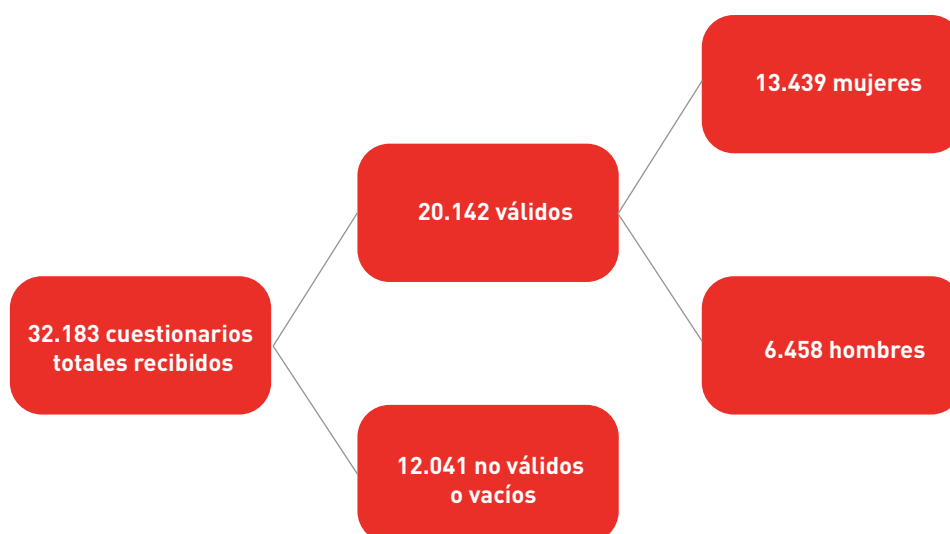 32.183 cuestionarios
totales recibidos
20.142 válidos
12.041 no válidos
o vacíos
13.439 mujeres
6.458 hombres